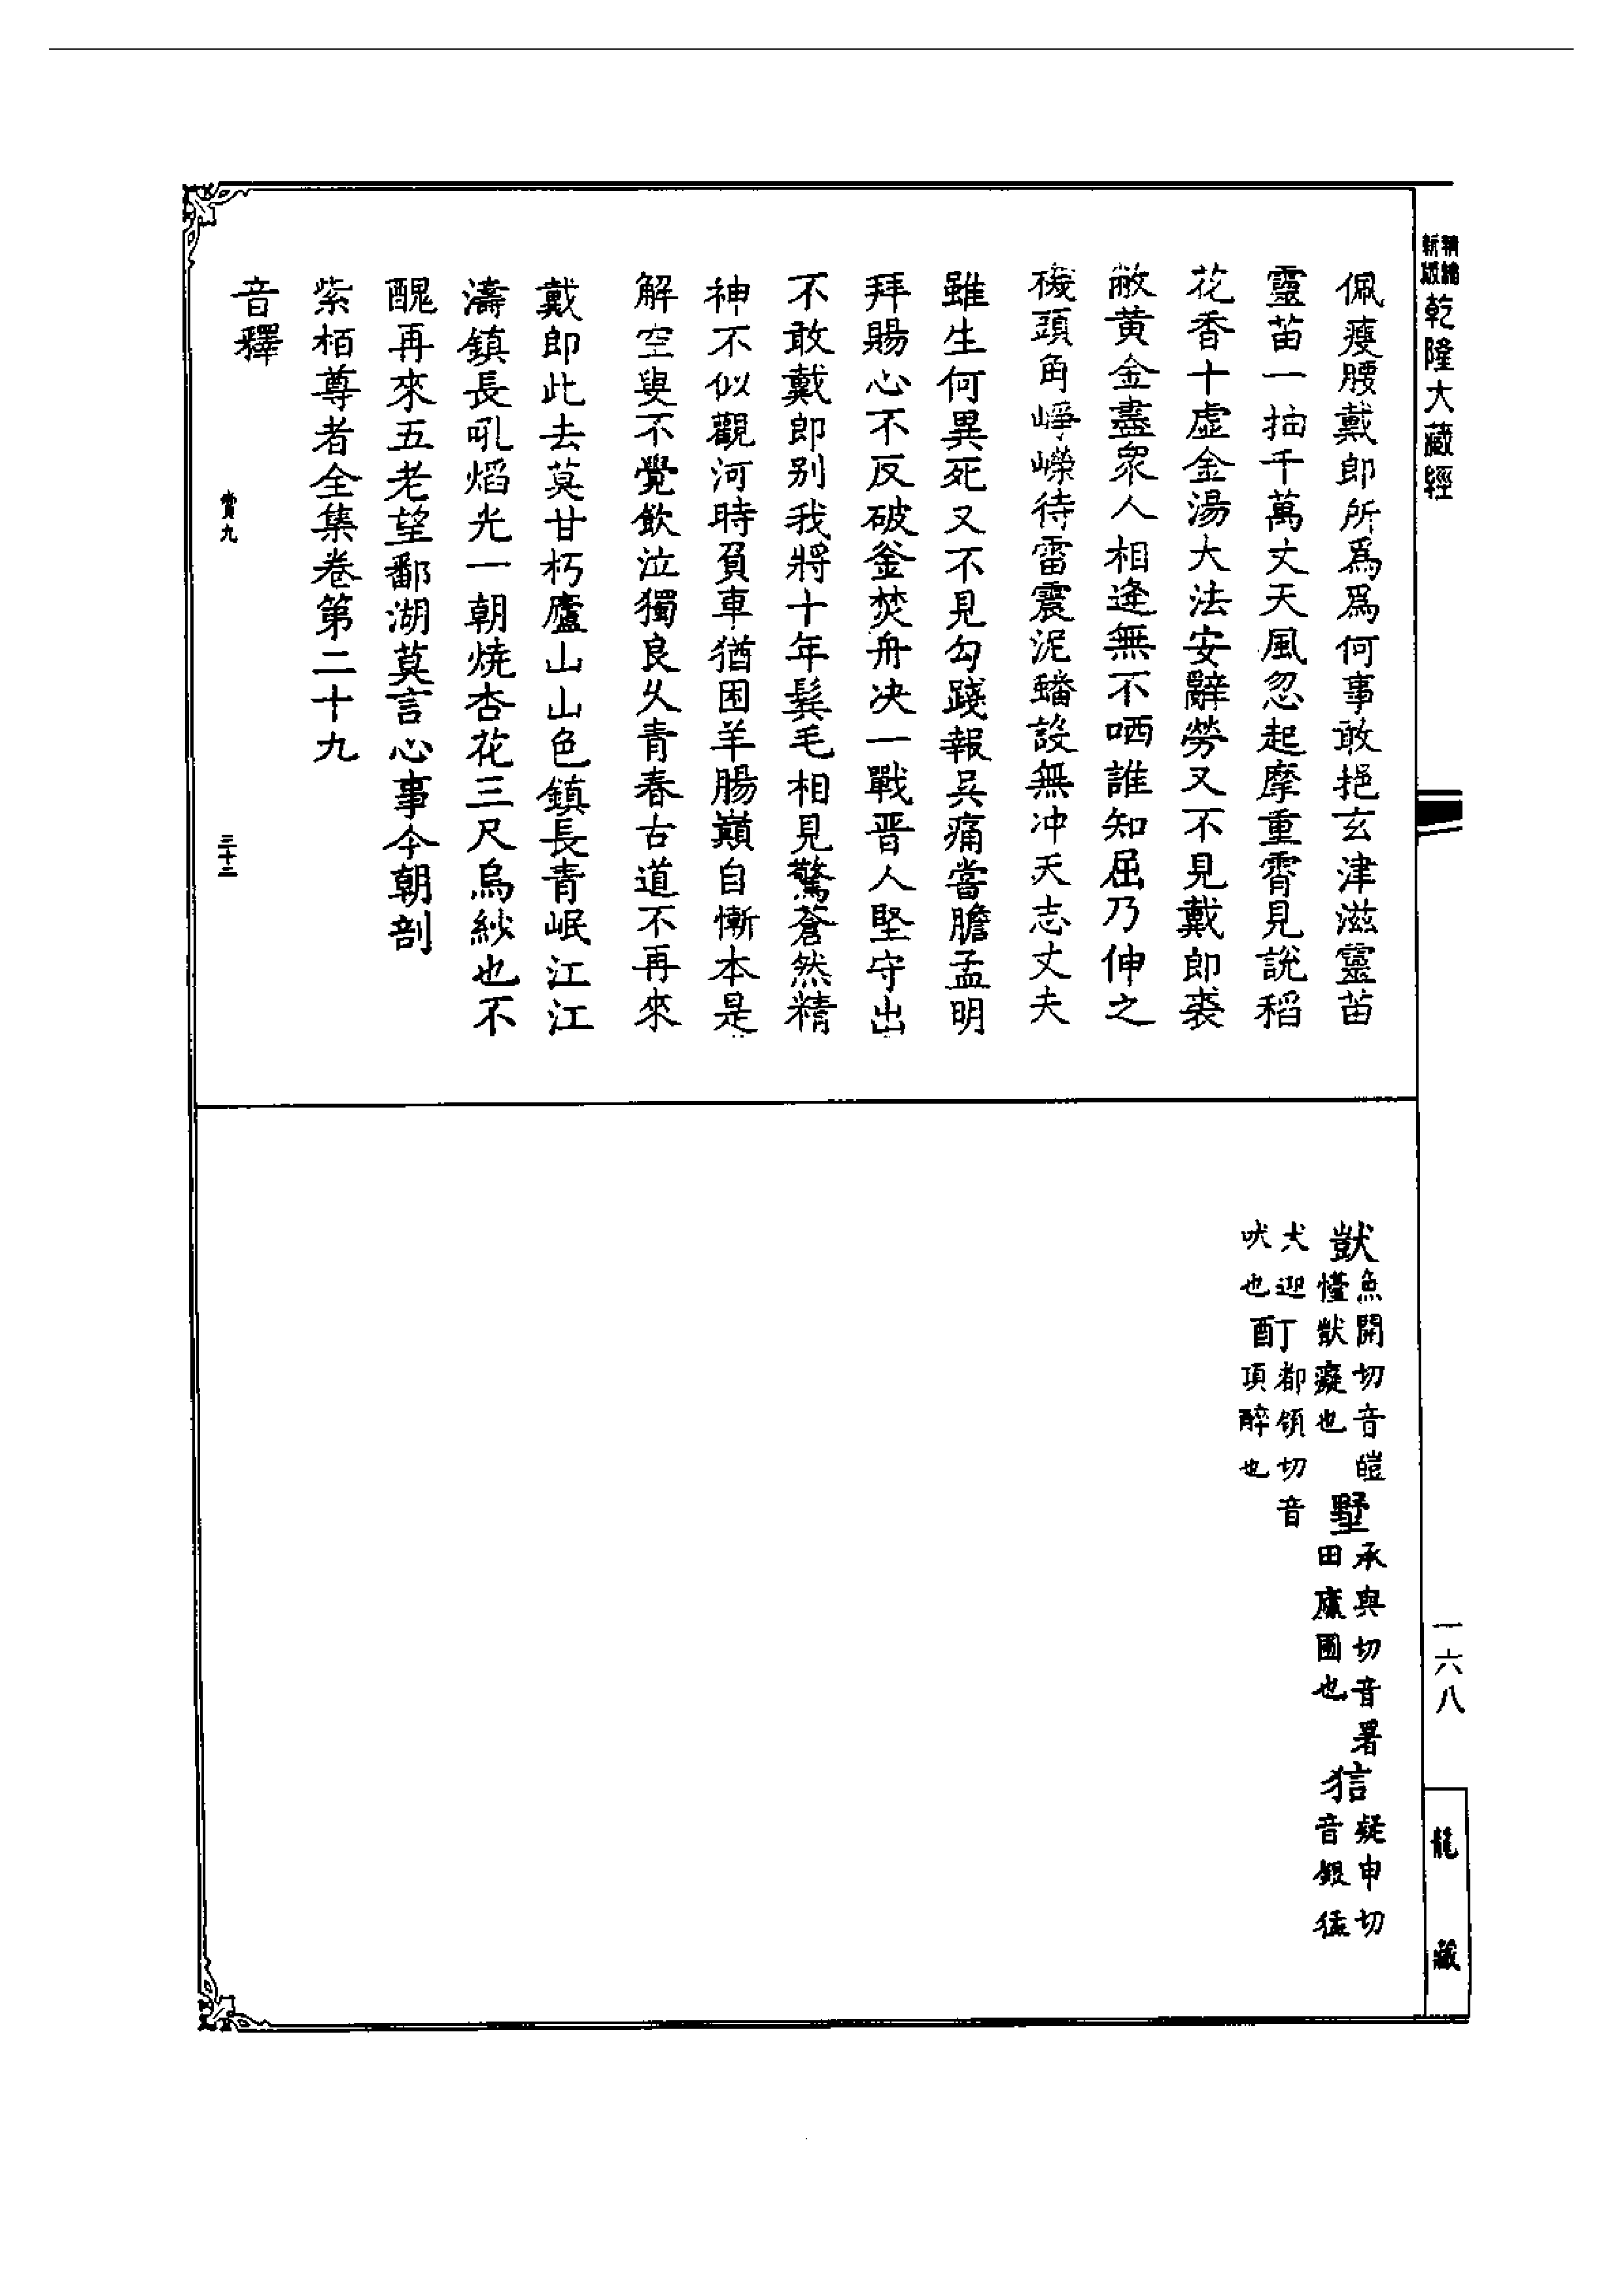 新編縮版乾隆大藏經
佩瘦腰戴郎所爲爲何事敢挹玄津滋靈苗
靈苗一抽千萬丈天風忽起摩重霄見說稻
花香十虛金湯大法安辭勞又不見戴郎裘
敝黃金盡衆人相逢無不哂誰知屈乃伸之
機頭角崢嶸待雷震泥蟠設無冲天志丈夫
雖生何異死又不見勾踐報吳痛嘗膽孟明
拜賜心不反破釜焚舟决一戰晋人堅守出
不敢戴郎别我將十年鬂毛相見驚蒼然精
神不似觀河時負車猶困羊腸巔自慚本是
解空㬰不覺飲泣獨良久青春古道不再來
戴郎此去莫甘朽廬山山色鎮長青岷江江
濤鎮長吼熖光一朝燒杏花三尺烏紗也不
醜再來五老望鄱湖莫言心事今朝剖
紫栢尊者全集卷第二十九
音釋
賞九
三十三
獃魚開切音皚懛獃癡也
墅承與切音署田廬圃也
狺疑申切音銀猛犬迎吠也
酊都領切音頂醉也
一六八
龍藏